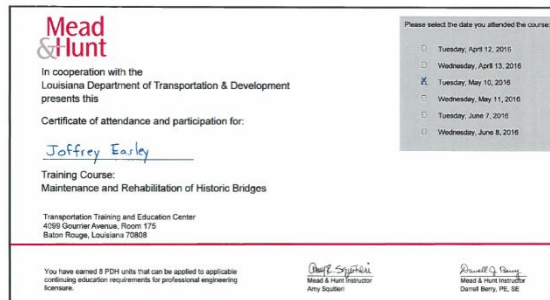 Mead
&Hunt
In cooperation with the
Louisiana Department of Transportation & Development
presents this
Certificate of attendance and participation for:
Joffrey Easley
Training Course:
Maintenance and Rehabilitation of Historic Bridges
Transportation Training and Education Center
4099 Gourrier Avenue, Room 175
Baton Rouge, Louisiana 70808
You have earned 8 PDH units that can be applied to applicable
continuing education requirements for professional engineering
licensure.
Please select the date you attended the course:
Tuesday, April 12, 2016
Wednesday, April 13, 2016
X Tuesday, May 10, 2016
Wednesday, May 11, 2016
Tuesday, June 7, 2016
Wednesday, June 8, 2016
Amy R. Squitieri
Mead & Hunt Instructor
Amy Squitieri
Darrell J. Berry
Mead & Hunt Instructor
Darrell Berry, PE, SE